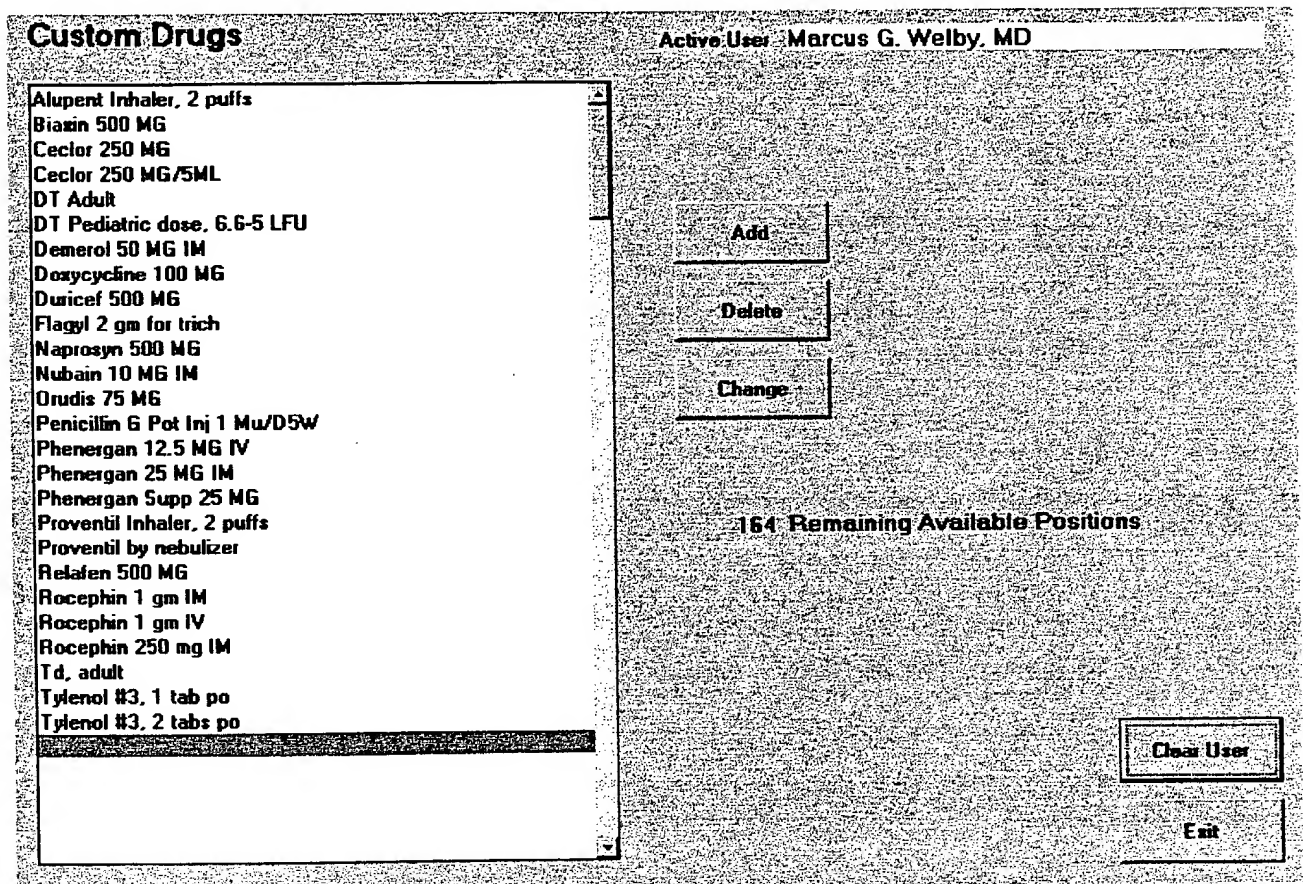 Custom Drugs
Active User Marcus G. Welby, MD
Alupent Inhaler, 2 puffs
Biaxin 500 MG
Ceclor 250 MG
Ceclor 250 MG/5ML
DT Adult
DT Pediatric dose, 6.6-5 LFU
Demerol 50 MG IM
Doxycycline 100 MG
Duricef 500 MG
Flagyl 2 gm for trich
Naprosyn 500 MG
Nubain 10 MG IM
Orudis 75 MG
Penicillin G Pot Inj 1 Mu/D5W
Phenergan 12.5 MG IV
Phenergan 25 MG IM
Phenergan Supp 25 MG
Proventil Inhaler, 2 puffs
Proventil by nebulizer
Relafen 500 MG
Rocephin 1 gm IM
Rocephin 1 gm IV
Rocephin 250 mg IM
Td, adult
Tylenol #3, 1 tab po
Tylenol #3, 2 tabs po
Add
Delete
Change
164 Remaining Available Positions
Clear User
Exit